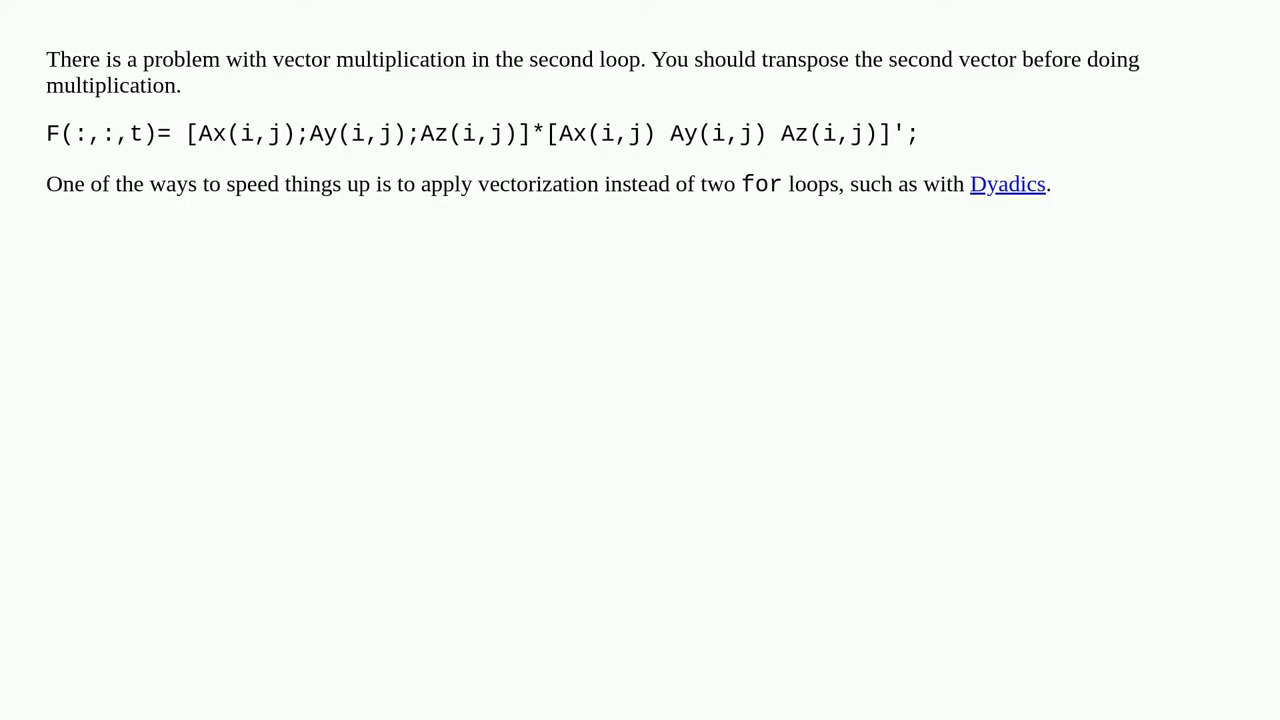 There is a problem with vector multiplication in the second loop. You should transpose the second vector before doing
multiplication.
F(:,:,t)= [Ax(i,j);Ay(i,j);Az(i,j)]*[Ax(i,j) Ay(i,j) Az(i,j)]';
One of the ways to speed things up is to apply vectorization instead of two for loops, such as with Dyadics.